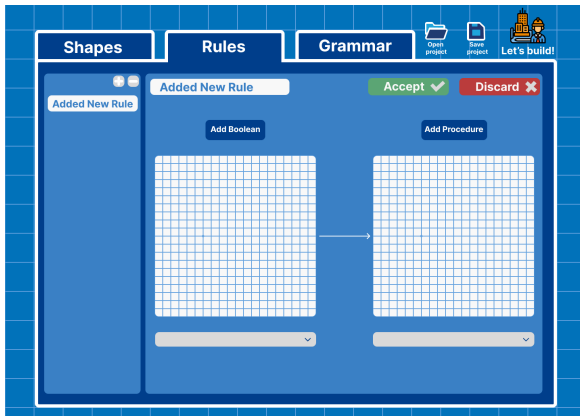 Shapes
Rules
Grammar
Open
project
Save
project
Let's build!
Added New Rule
Added New Rule
Accept
Discard
Add Boolean
Add Procedure